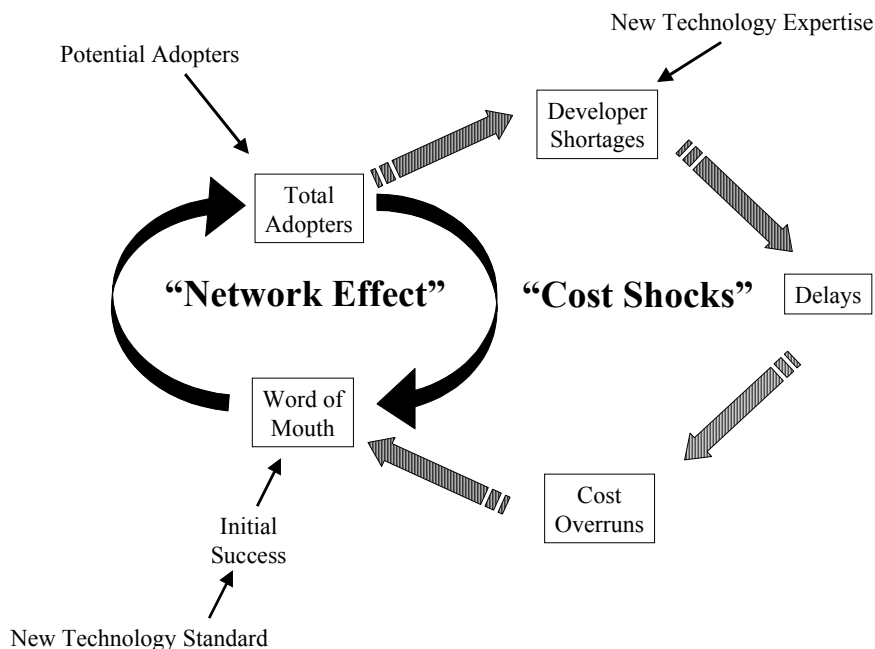 New Technology Expertise
Potential Adopters
Developer
Shortages
Total
Adopters
“Network Effect”
“Cost Shocks”
Delays
Word of
Mouth
Cost
Overruns
Initial
Success
New Technology Standard